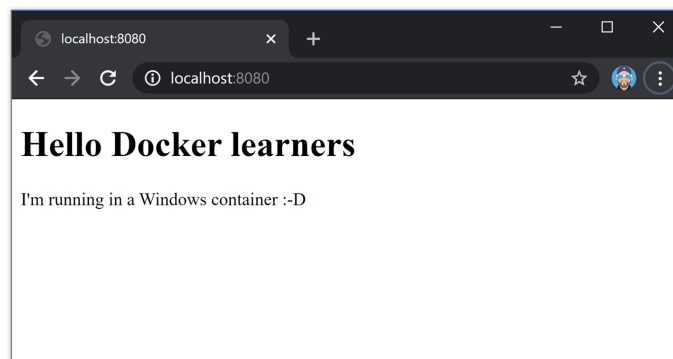 localhost:8080
localhost:8080
Hello Docker learners
I'm running in a Windows container :-D